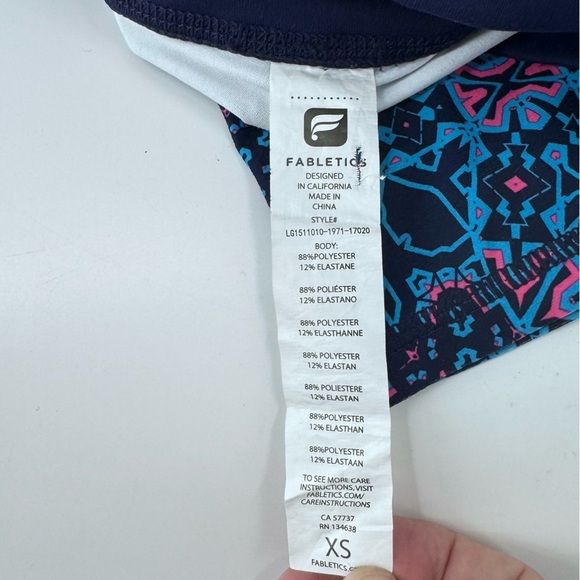 FABLETICS
DESIGNED
IN CALIFORNIA
MADE IN
CHINA
STYLE#
LG1511010-1971-17020
BODY:
88%POLYESTER
12% ELASTANE
88% POLIÉSTER
12% ELASTANO
88% POLYESTER
12% ELASTHANNE
88% POLYESTER
12% ELASTAN
88% POLIESTERE
12% ELASTAN
88%POLYESTER
12% ELASTHAN
88%POLYESTER
12% ELASTAAN
TO SEE MORE CARE
INSTRUCTIONS, VISIT
FABLETICS.COM/
CAREINSTRUCTIONS
CA 57737
RN 134638
XS